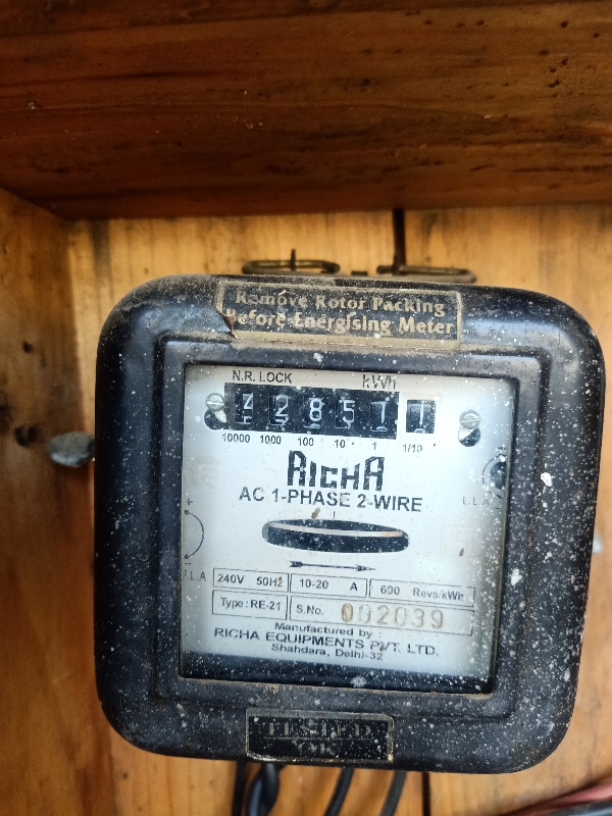 Remove Rotor Packing
Before Energising Meter
N.R. LOCK kWh
2 8 5
10000 1000 100 10 1 1/10
RICHA
AC 1-PHASE 2-WIRE
+
F.L.A L.L.A
240V 50Hz 10-20 A 600 Revs/kWh
Type: RE-21 S.No. 002039
Manufactured by :
RICHA EQUIPMENTS PVT. LTD.
Shahdara, Delhi-32